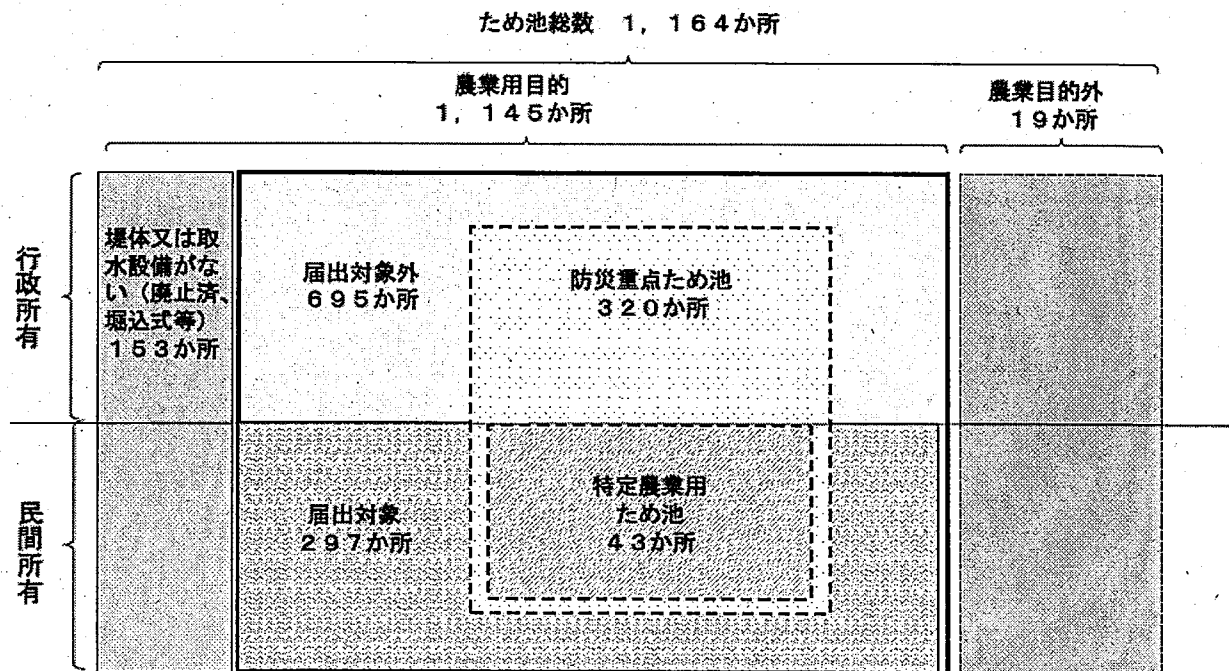 ため池総数 1,164か所
農業用目的
1,145か所
農業目的外
19か所
行政所有
堤体又は取
水設備がな
い(廃止済、
堀込式等)
153か所
届出対象外
695か所
防災重点ため池
320か所
民間所有
届出対象
297か所
特定農業用
ため池
43か所